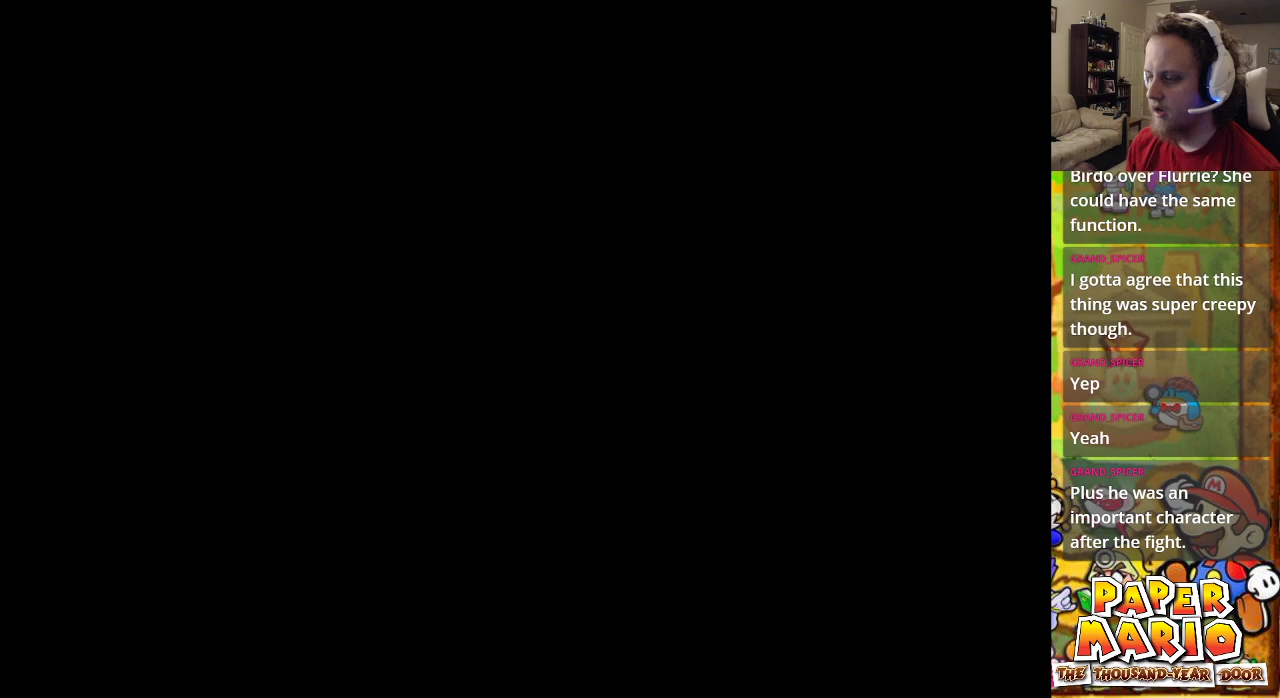 Birdo over Flurrie? She
could have the same
function.
GRAND_SPICER
I gotta agree that this
thing was super creepy
though.
GRAND_SPICER
Yep
GRAND_SPICER
Yeah
GRAND_SPICER
Plus he was an
important character
after the fight.
M
PAPER
MARIO
THE THOUSAND-YEAR DOOR